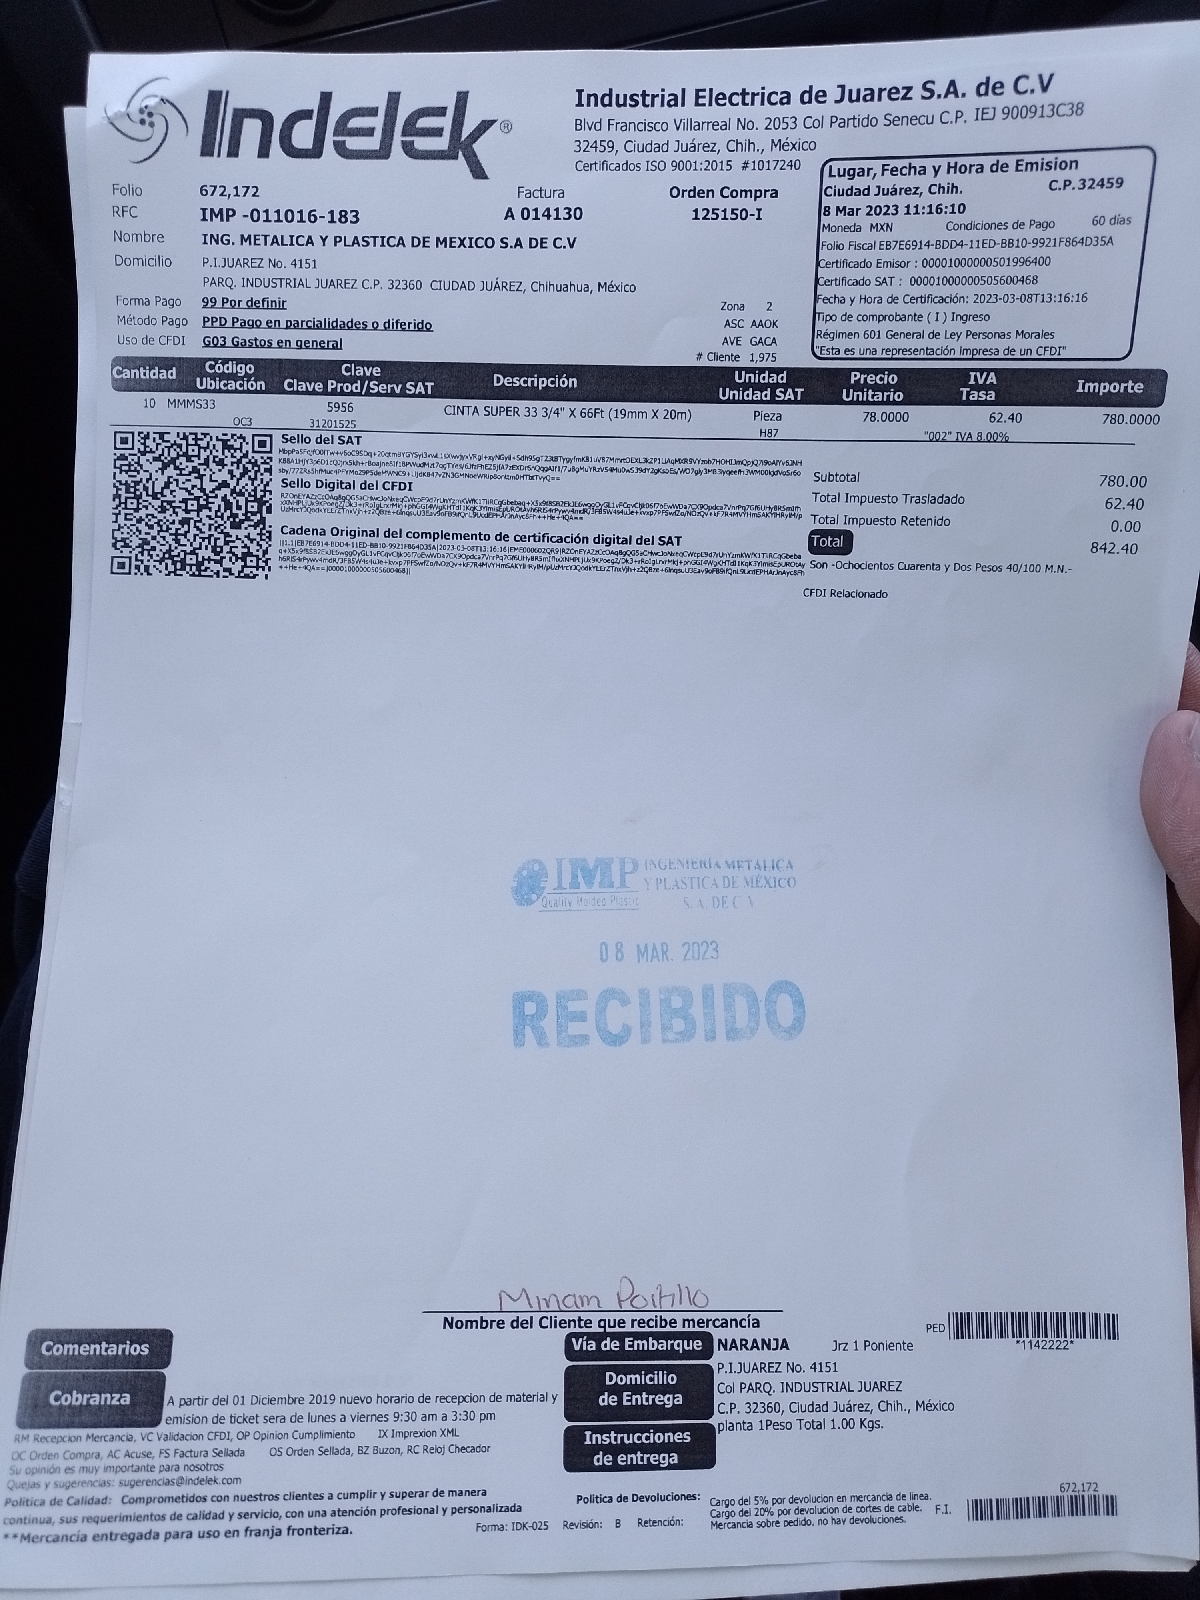 Indelek®
Industrial Electrica de Juarez S.A. de C.V
Blvd Francisco Villarreal No. 2053 Col Partido Senecu C.P. IEJ 900913C38
32459, Ciudad Juárez, Chih., México
Certificados ISO 9001:2015 #1017240
Lugar, Fecha y Hora de Emision
Ciudad Juárez, Chih. C.P.32459
8 Mar 2023 11:16:10
Moneda MXN Condiciones de Pago 60 días
Folio Fiscal EB7E6914-BDD4-11ED-BB10-9921F864D35A
Certificado Emisor : 00001000000501996400
Certificado SAT : 00001000000505600468
Fecha y Hora de Certificación: 2023-03-08T13:16:16
Tipo de comprobante ( I ) Ingreso
Régimen 601 General de Ley Personas Morales
"Esta es una representación impresa de un CFDI"
Folio 672,172 Factura Orden Compra
RFC IMP -011016-183 A 014130 125150-I
Nombre ING. METALICA Y PLASTICA DE MEXICO S.A DE C.V
Domicilio P.I.JUAREZ No. 4151
PARQ. INDUSTRIAL JUAREZ C.P. 32360 CIUDAD JUÁREZ, Chihuahua, México
Forma Pago 99 Por definir
Método Pago PPD Pago en parcialidades o diferido
Uso de CFDI G03 Gastos en general
Zona 2
ASC AAOK
AVE GACA
# Cliente 1,975
Cantidad Código Ubicación Clave Clave Prod/Serv SAT Descripción Unidad Unidad SAT Precio Unitario IVA Tasa Importe
10 MMMS33 5956 CINTA SUPER 33 3/4" X 66Ft (19mm X 20m) Pieza 78.0000 62.40 780.0000
OC3 31201525 H87 "002" IVA 8.00%
Sello del SAT
Sello Digital del CFDI
Cadena Original del complemento de certificación digital del SAT
Subtotal 780.00
Total Impuesto Trasladado 62.40
Total Impuesto Retenido 0.00
Total 842.40
Son -Ochocientos Cuarenta y Dos Pesos 40/100 M.N.-
CFDI Relacionado
IMP INGENIERÍA METALICA
Y PLASTICA DE MÉXICO
Quality Molded Plastic S.A. DE C.V
08 MAR. 2023
RECIBIDO
Miriam Portillo
Nombre del Cliente que recibe mercancía
Comentarios
Cobranza
A partir del 01 Diciembre 2019 nuevo horario de recepcion de material y
emision de ticket sera de lunes a viernes 9:30 am a 3:30 pm
RM Recepcion Mercancia, VC Validacion CFDI, OP Opinion Cumplimiento IX Imprexion XML
OC Orden Compra, AC Acuse, FS Factura Sellada OS Orden Sellada, BZ Buzon, RC Reloj Checador
Su opinión es muy importante para nosotros
Quejas y sugerencias: sugerencias@indelek.com
Politica de Calidad: Comprometidos con nuestros clientes a cumplir y superar de manera
continua, sus requerimientos de calidad y servicio, con una atención profesional y personalizada
**Mercancia entregada para uso en franja fronteriza.
Vía de Embarque NARANJA Jrz 1 Poniente
PED *1142222*
Domicilio de Entrega
P.I.JUAREZ No. 4151
Col PARQ. INDUSTRIAL JUAREZ
C.P. 32360, Ciudad Juárez, Chih., México
planta 1Peso Total 1.00 Kgs.
Instrucciones de entrega
Politica de Devoluciones: Cargo del 5% por devolucion en mercancia de linea.
Cargo del 20% por devolucion de cortes de cable.
Mercancia sobre pedido, no hay devoluciones.
Forma: IDK-025 Revisión: B Retención:
F.I. 672,172